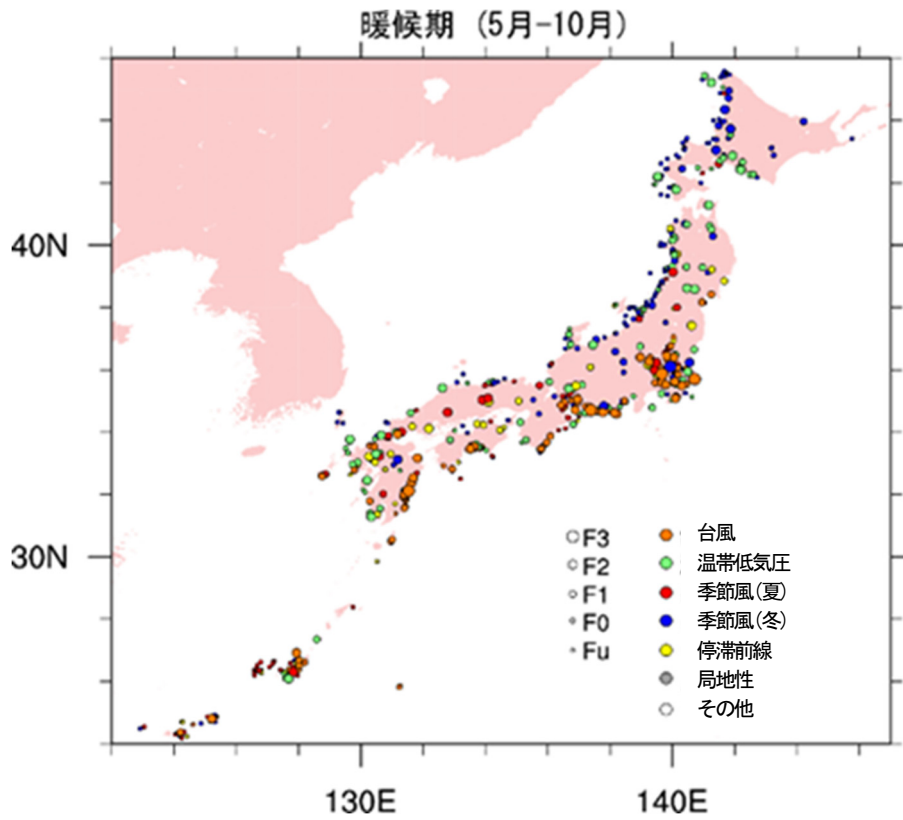 暖候期 (5月-10月)
40N
30N
F3
F2
F1
F0
Fu
台風
温帯低気圧
季節風(夏)
季節風(冬)
停滞前線
局地性
その他
130E
140E